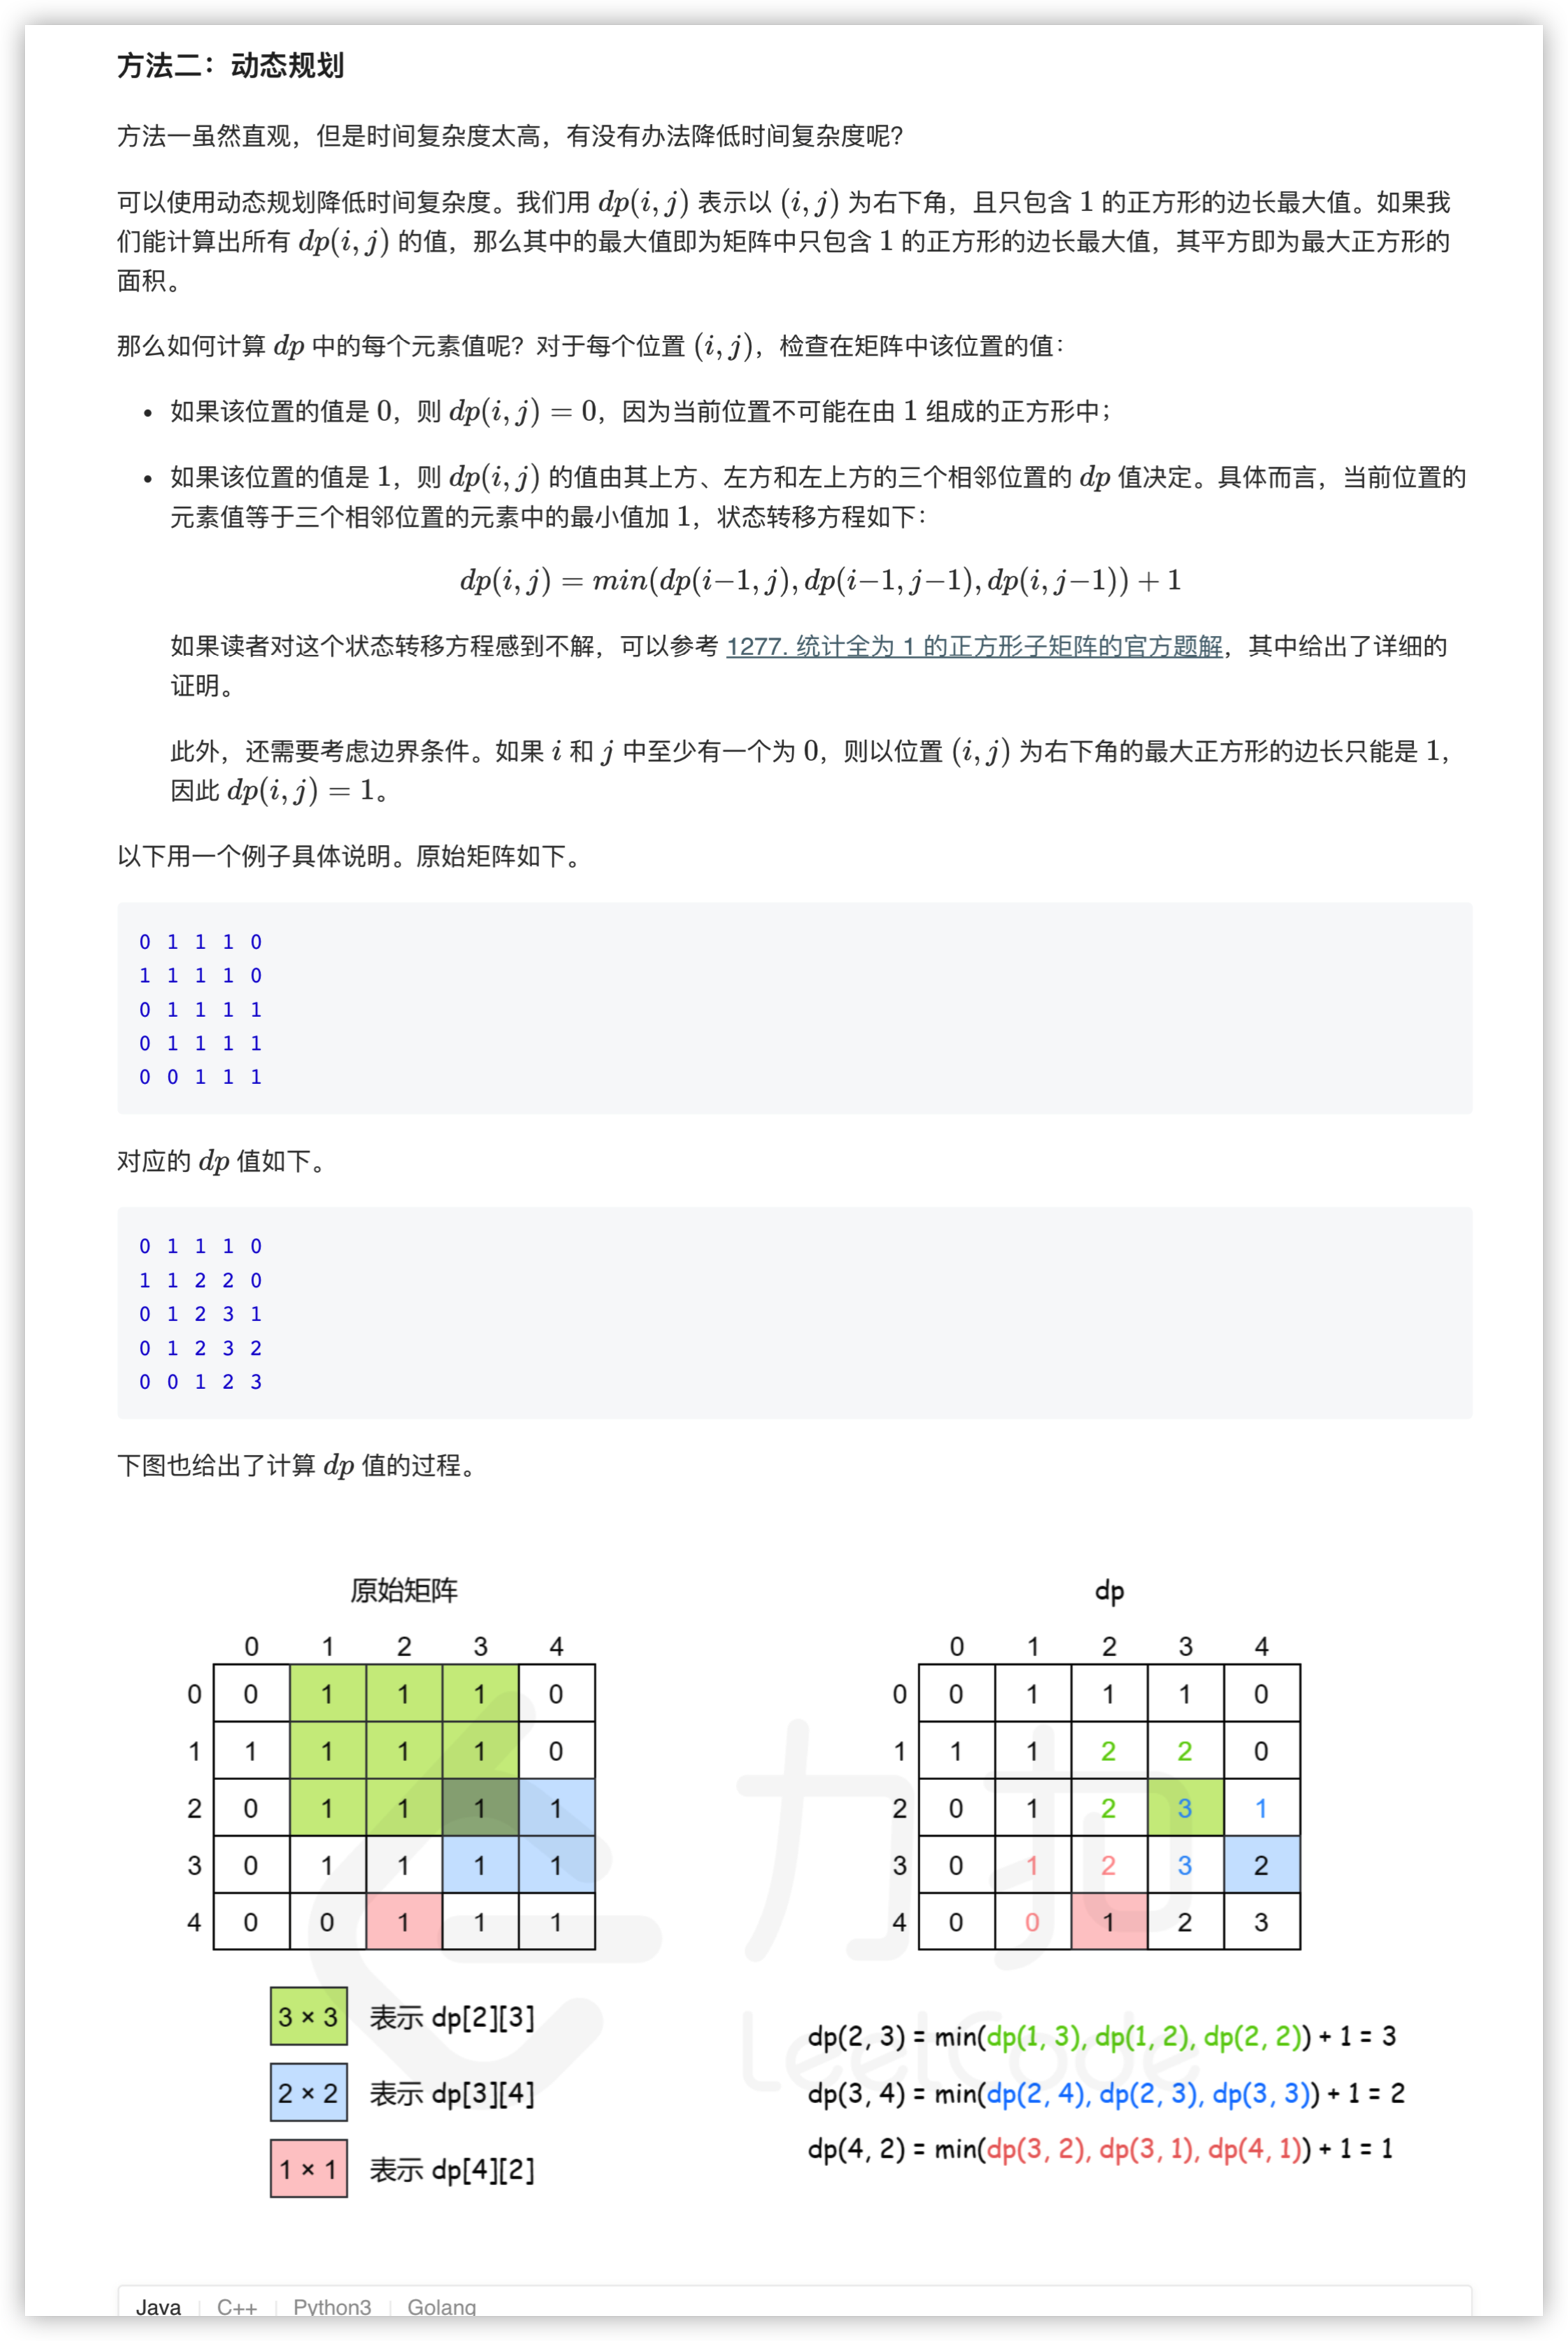 方法二：动态规划
方法一虽然直观，但是时间复杂度太高，有没有办法降低时间复杂度呢？
可以使用动态规划降低时间复杂度。我们用 dp(i, j) 表示以 (i, j) 为右下角，且只包含 1 的正方形的边长最大值。如果我
们能计算出所有 dp(i, j) 的值，那么其中的最大值即为矩阵中只包含 1 的正方形的边长最大值，其平方即为最大正方形的
面积。
那么如何计算 dp 中的每个元素值呢？对于每个位置 (i, j)，检查在矩阵中该位置的值：
• 如果该位置的值是 0，则 dp(i, j) = 0，因为当前位置不可能在由 1 组成的正方形中；
• 如果该位置的值是 1，则 dp(i, j) 的值由其上方、左方和左上方的三个相邻位置的 dp 值决定。具体而言，当前位置的
元素值等于三个相邻位置的元素中的最小值加 1，状态转移方程如下：
dp(i, j) = min(dp(i−1, j), dp(i−1, j−1), dp(i, j−1)) + 1
如果读者对这个状态转移方程感到不解，可以参考 1277. 统计全为 1 的正方形子矩阵的官方题解，其中给出了详细的
证明。
此外，还需要考虑边界条件。如果 i 和 j 中至少有一个为 0，则以位置 (i, j) 为右下角的最大正方形的边长只能是 1，
因此 dp(i, j) = 1。
以下用一个例子具体说明。原始矩阵如下。
0 1 1 1 0
1 1 1 1 0
0 1 1 1 1
0 1 1 1 1
0 0 1 1 1
对应的 dp 值如下。
0 1 1 1 0
1 1 2 2 0
0 1 2 3 1
0 1 2 3 2
0 0 1 2 3
下图也给出了计算 dp 值的过程。
原始矩阵
0 1 2 3 4
0 0 1 1 1 0
1 1 1 1 1 0
2 0 1 1 1 1
3 0 1 1 1 1
4 0 0 1 1 1
3 × 3 表示 dp[2][3]
2 × 2 表示 dp[3][4]
1 × 1 表示 dp[4][2]
dp
0 1 2 3 4
0 0 1 1 1 0
1 1 1 2 2 0
2 0 1 2 3 1
3 0 1 2 3 2
4 0 0 1 2 3
dp(2, 3) = min(dp(1, 3), dp(1, 2), dp(2, 2)) + 1 = 3
dp(3, 4) = min(dp(2, 4), dp(2, 3), dp(3, 3)) + 1 = 2
dp(4, 2) = min(dp(3, 2), dp(3, 1), dp(4, 1)) + 1 = 1
力扣
LeetCode
Java C++ Python3 Golang